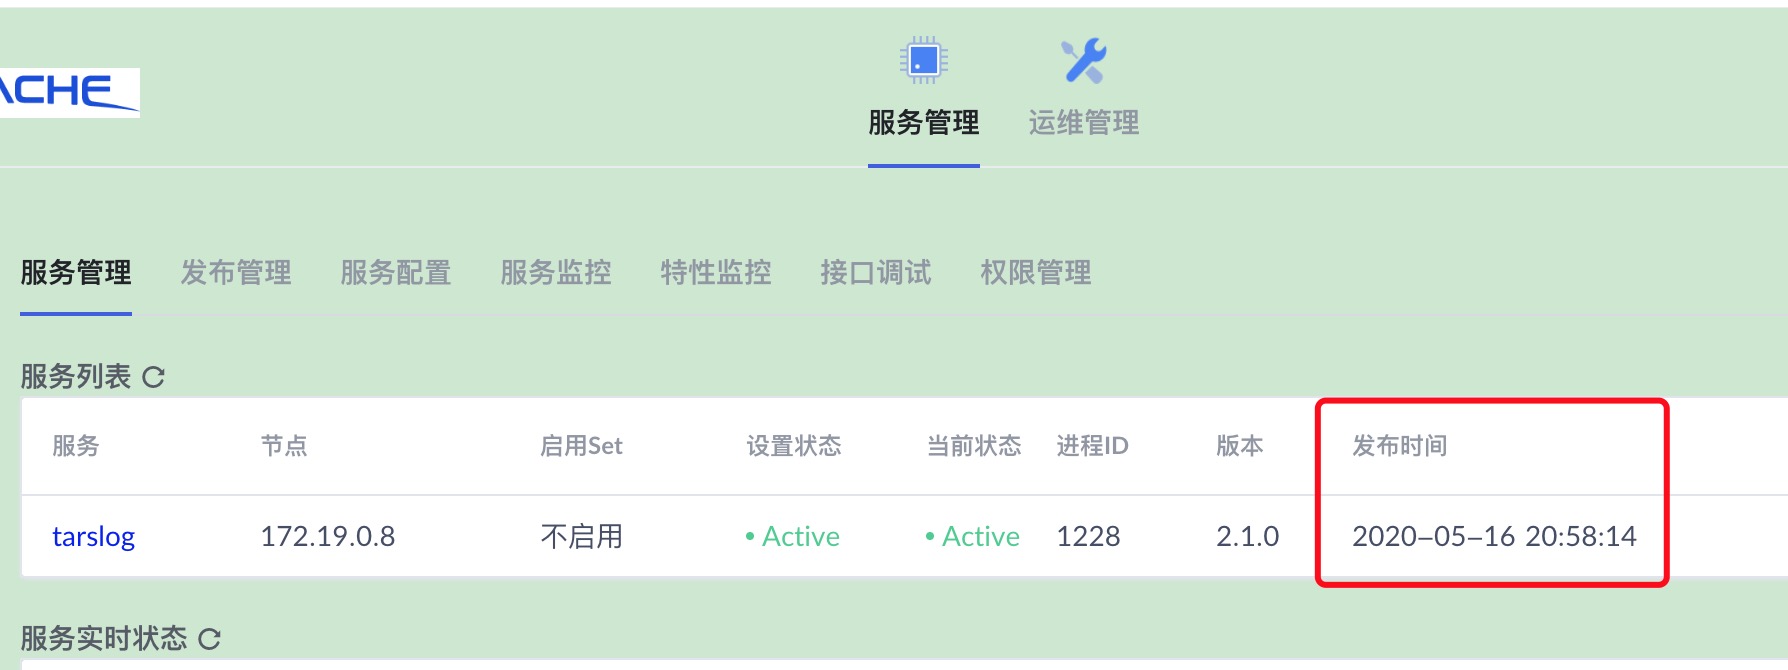 ACHE
服务管理 运维管理
服务管理 发布管理 服务配置 服务监控 特性监控 接口调试 权限管理
服务列表
服务 节点 启用Set 设置状态 当前状态 进程ID 版本 发布时间
tarslog 172.19.0.8 不启用 • Active • Active 1228 2.1.0 2020-05-16 20:58:14
服务实时状态